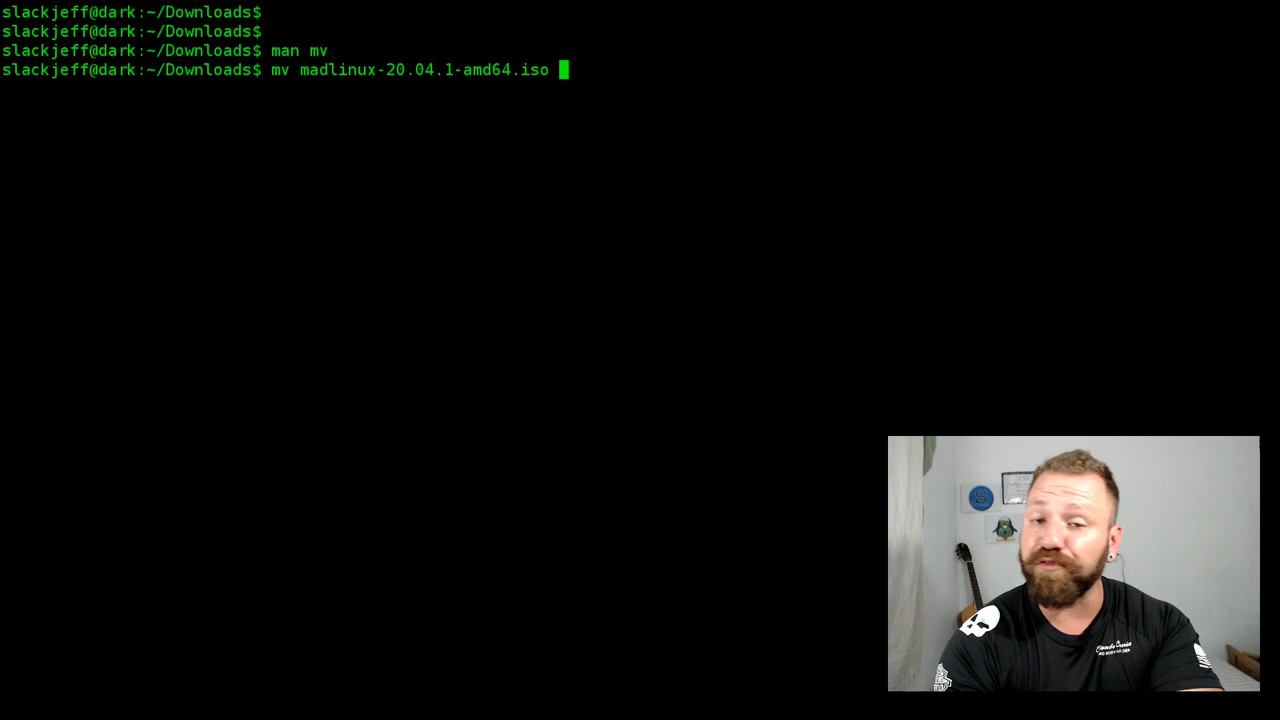 slackjeff@dark:~/Downloads$
slackjeff@dark:~/Downloads$
slackjeff@dark:~/Downloads$ man mv
slackjeff@dark:~/Downloads$ mv madlinux-20.04.1-amd64.iso
S